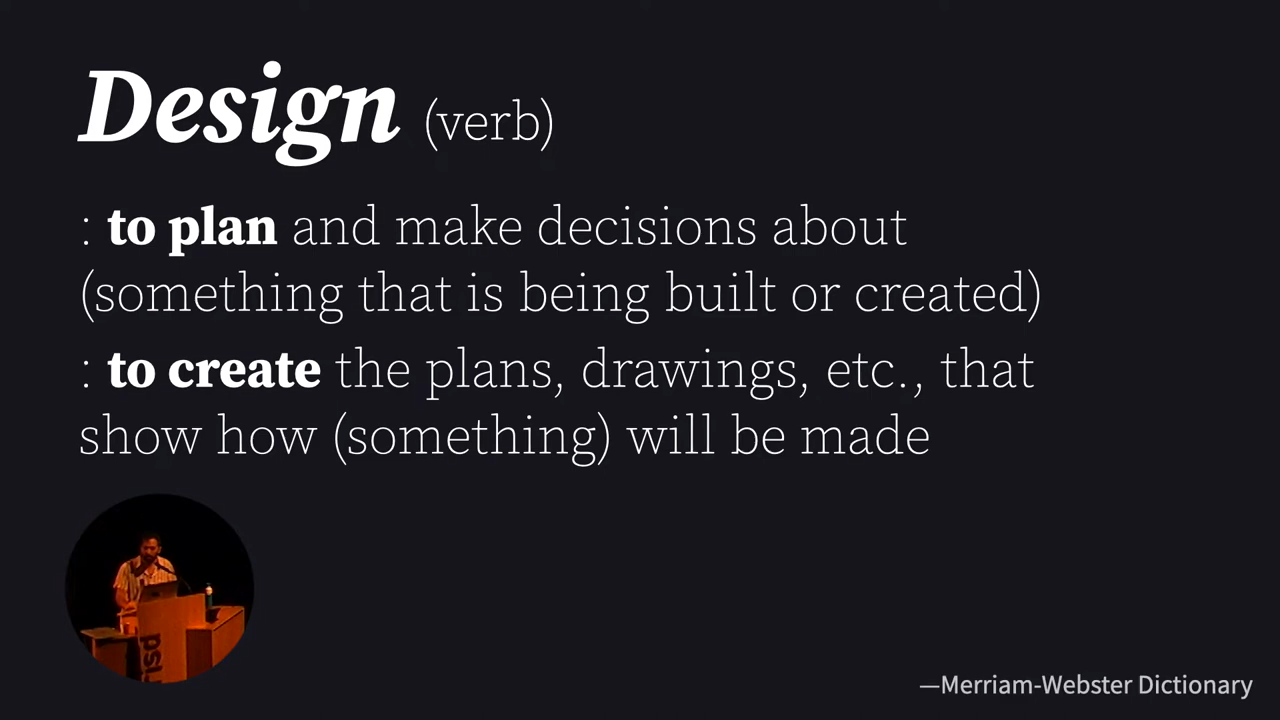 Design (verb)
: to plan and make decisions about
(something that is being built or created)
: to create the plans, drawings, etc., that
show how (something) will be made
risd
—Merriam-Webster Dictionary